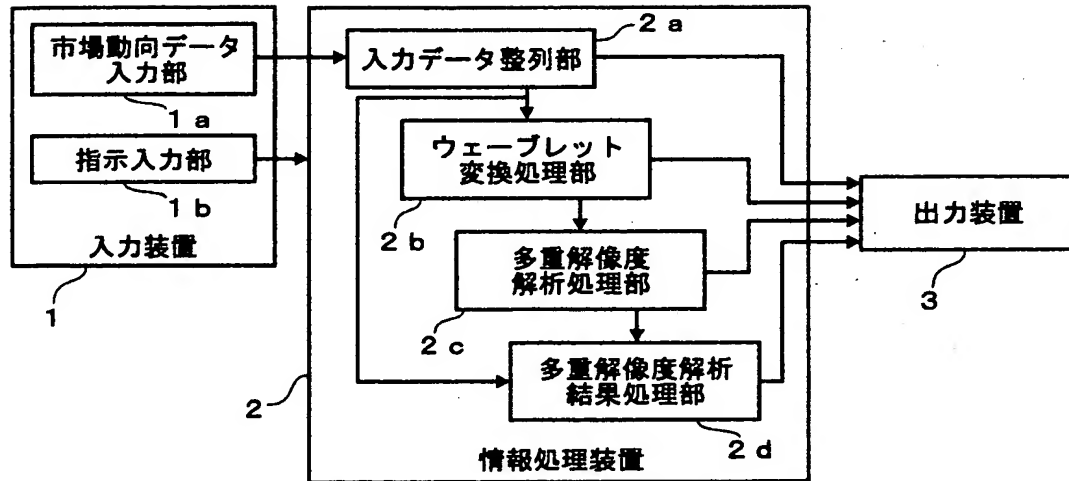 市場動向データ
入力部
1a
指示入力部
1b
入力装置
1
2a
入力データ整列部
ウェーブレット
変換処理部
2b
多重解像度
解析処理部
2c
多重解像度解析
結果処理部
2d
2
情報処理装置
出力装置
3